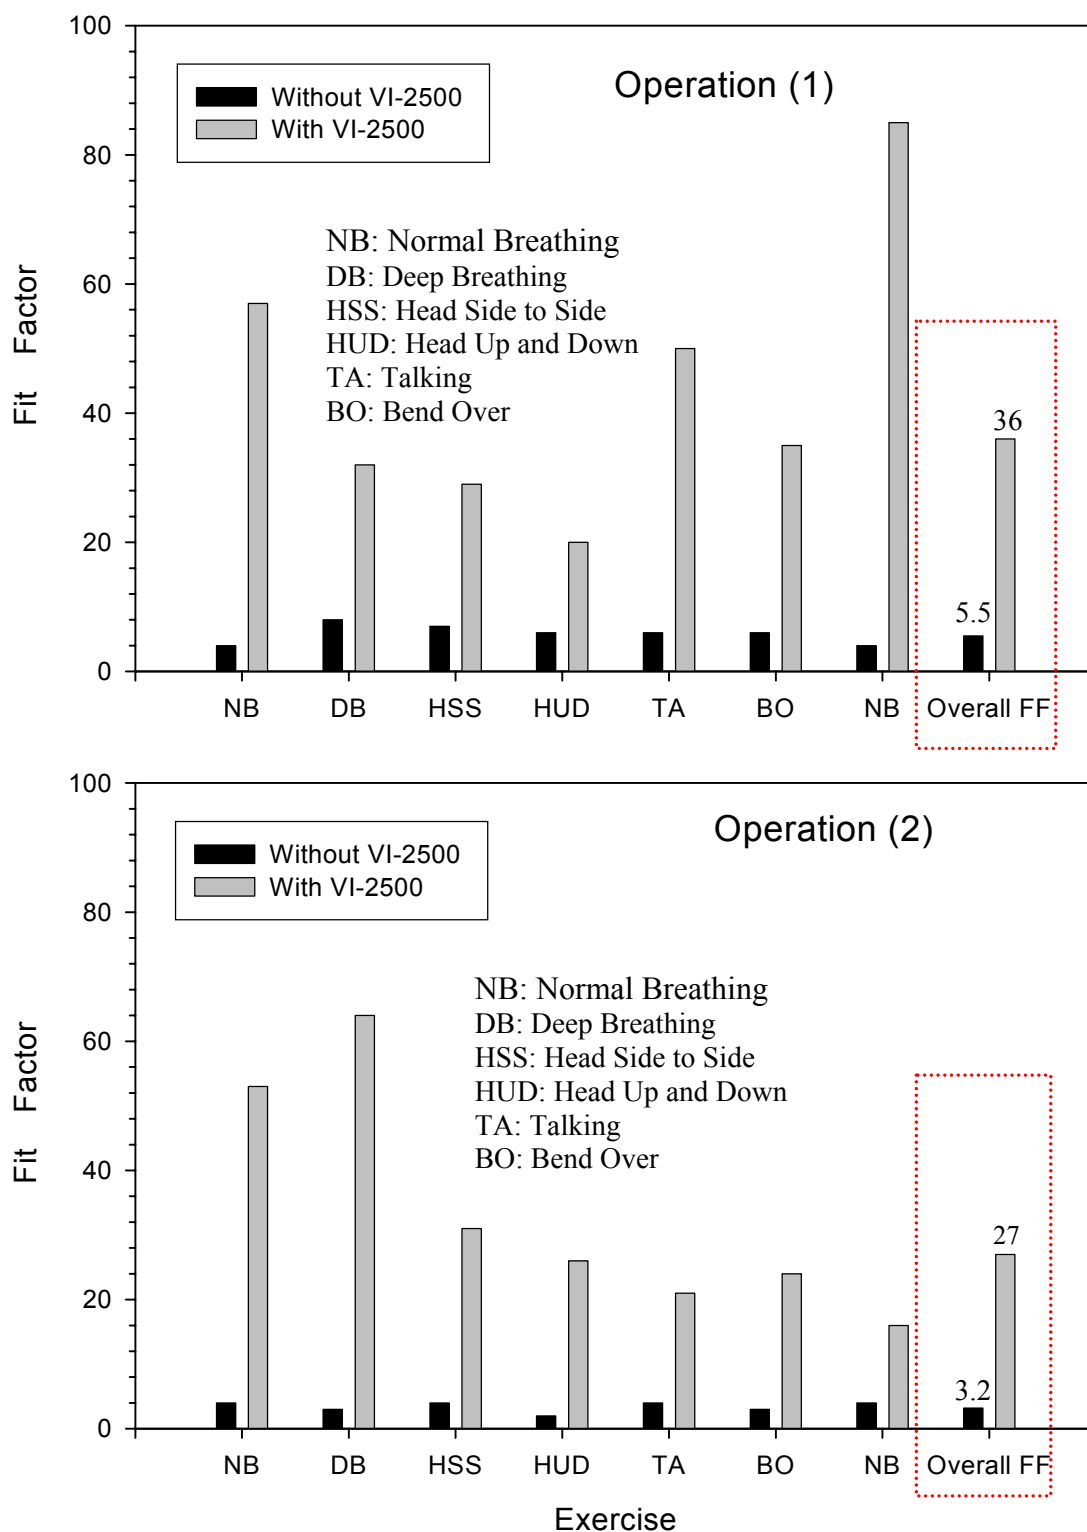 100
80
60
40
20
0
Fit Factor
Operation (1)
Without VI-2500
With VI-2500
NB: Normal Breathing
DB: Deep Breathing
HSS: Head Side to Side
HUD: Head Up and Down
TA: Talking
BO: Bend Over
36
5.5
NB DB HSS HUD TA BO NB Overall FF
100
80
60
40
20
0
Fit Factor
Operation (2)
Without VI-2500
With VI-2500
NB: Normal Breathing
DB: Deep Breathing
HSS: Head Side to Side
HUD: Head Up and Down
TA: Talking
BO: Bend Over
27
3.2
NB DB HSS HUD TA BO NB Overall FF
Exercise